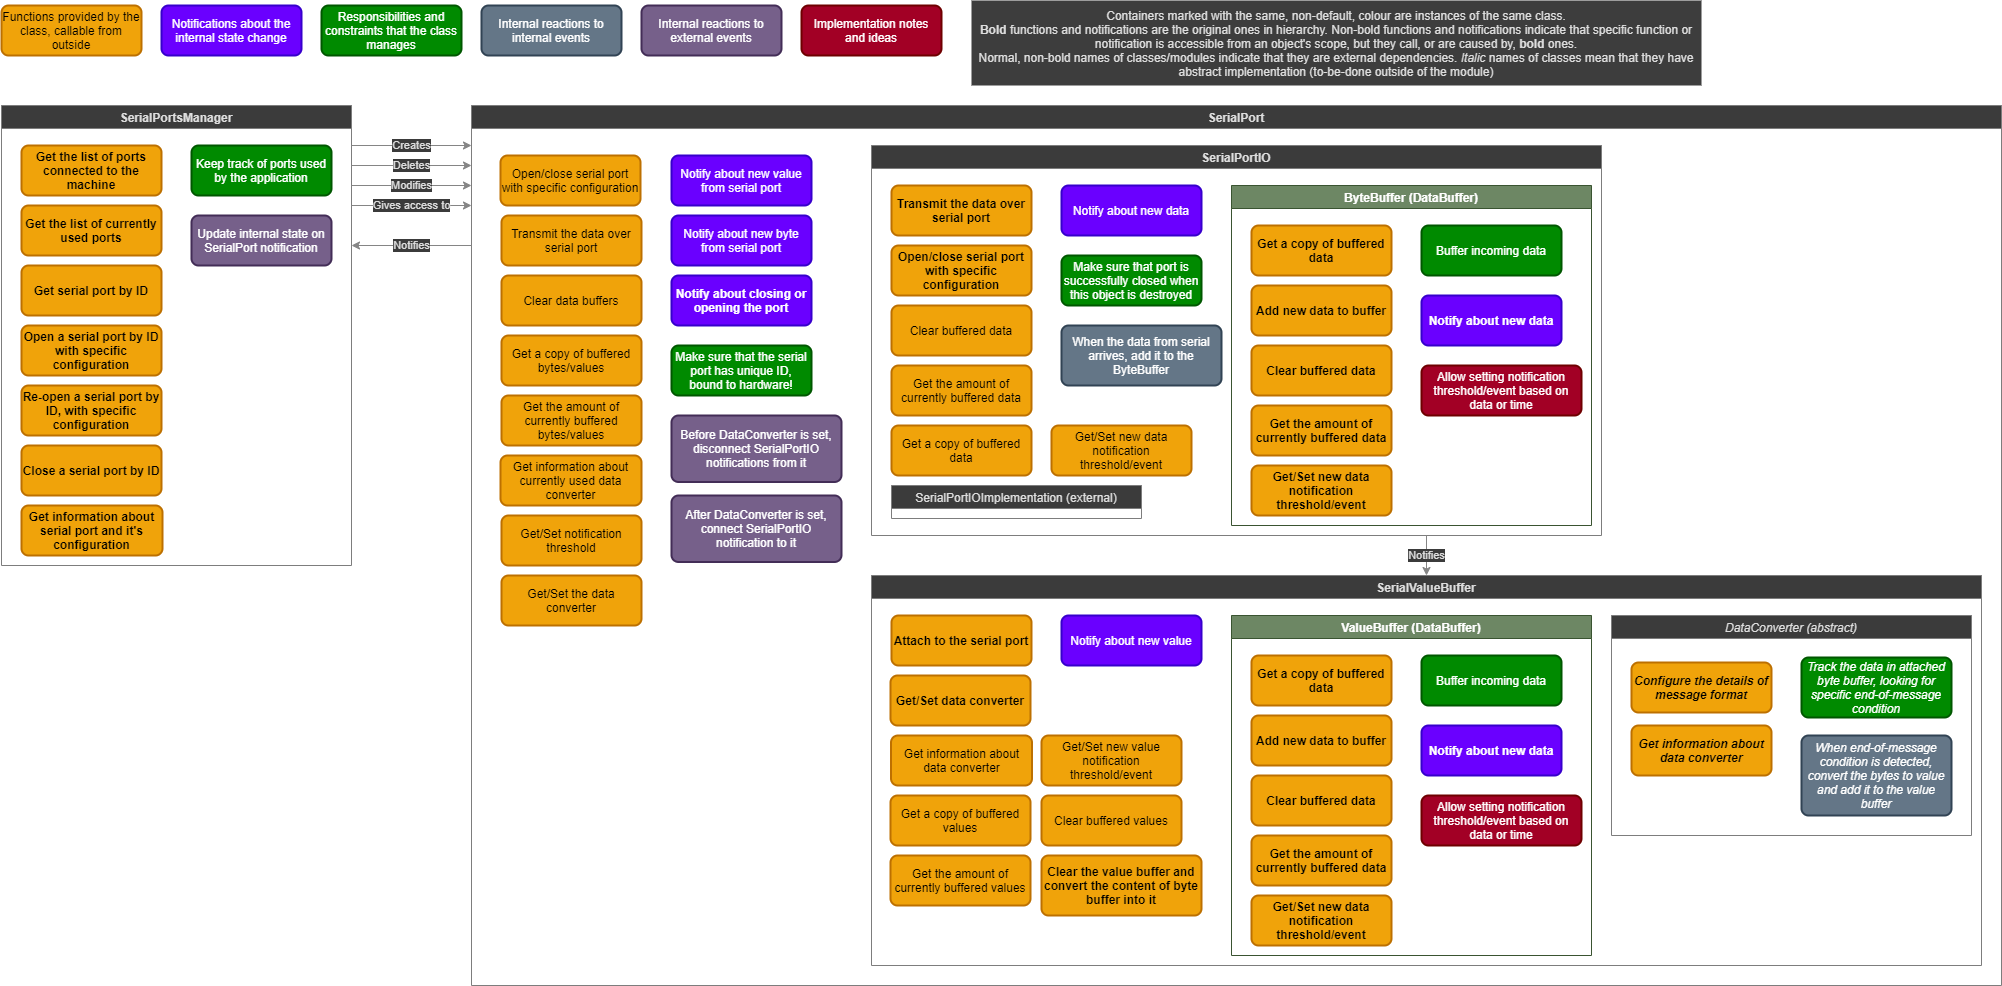 Functions provided by the
class, callable from
outside
Notifications about the
internal state change
Responsibilities and
constraints that the class
manages
Internal reactions to
internal events
Internal reactions to
external events
Implementation notes
and ideas
Containers marked with the same, non-default, colour are instances of the same class.
Bold functions and notifications are the original ones in hierarchy. Non-bold functions and notifications indicate that specific function or
notification is accessible from an object's scope, but they call, or are caused by, bold ones.
Normal, non-bold names of classes/modules indicate that they are external dependencies. Italic names of classes mean that they have
abstract implementation (to-be-done outside of the module)
SerialPortsManager
Get the list of ports
connected to the
machine
Get the list of currently
used ports
Get serial port by ID
Open a serial port by ID
with specific
configuration
Re-open a serial port by
ID, with specific
configuration
Close a serial port by ID
Get information about
serial port and it's
configuration
Keep track of ports used
by the application
Update internal state on
SerialPort notification
Creates
Deletes
Modifies
Gives access to
Notifies
SerialPort
Open/close serial port
with specific configuration
Transmit the data over
serial port
Clear data buffers
Get a copy of buffered
bytes/values
Get the amount of
currently buffered
bytes/values
Get information about
currently used data
converter
Get/Set notification
threshold
Get/Set the data
converter
Notify about new value
from serial port
Notify about new byte
from serial port
Notify about closing or
opening the port
Make sure that the serial
port has unique ID,
bound to hardware!
Before DataConverter is set,
disconnect SerialPortIO
notifications from it
After DataConverter is set,
connect SerialPortIO
notification to it
SerialPortIO
Transmit the data over
serial port
Open/close serial port
with specific
configuration
Clear buffered data
Get the amount of
currently buffered data
Get a copy of buffered
data
Notify about new data
Make sure that port is
successfully closed when
this object is destroyed
When the data from serial
arrives, add it to the
ByteBuffer
Get/Set new data
notification
threshold/event
SerialPortIOImplementation (external)
ByteBuffer (DataBuffer)
Get a copy of buffered
data
Add new data to buffer
Clear buffered data
Get the amount of
currently buffered data
Get/Set new data
notification
threshold/event
Buffer incoming data
Notify about new data
Allow setting notification
threshold/event based on
data or time
Notifies
SerialValueBuffer
Attach to the serial port
Get/Set data converter
Get information about
data converter
Get a copy of buffered
values
Get the amount of
currently buffered values
Notify about new value
Get/Set new value
notification
threshold/event
Clear buffered values
Clear the value buffer and
convert the content of byte
buffer into it
ValueBuffer (DataBuffer)
Get a copy of buffered
data
Add new data to buffer
Clear buffered data
Get the amount of
currently buffered data
Get/Set new data
notification
threshold/event
Buffer incoming data
Notify about new data
Allow setting notification
threshold/event based on
data or time
DataConverter (abstract)
Configure the details of
message format
Get information about
data converter
Track the data in attached
byte buffer, looking for
specific end-of-message
condition
When end-of-message
condition is detected,
convert the bytes to value
and add it to the value
buffer